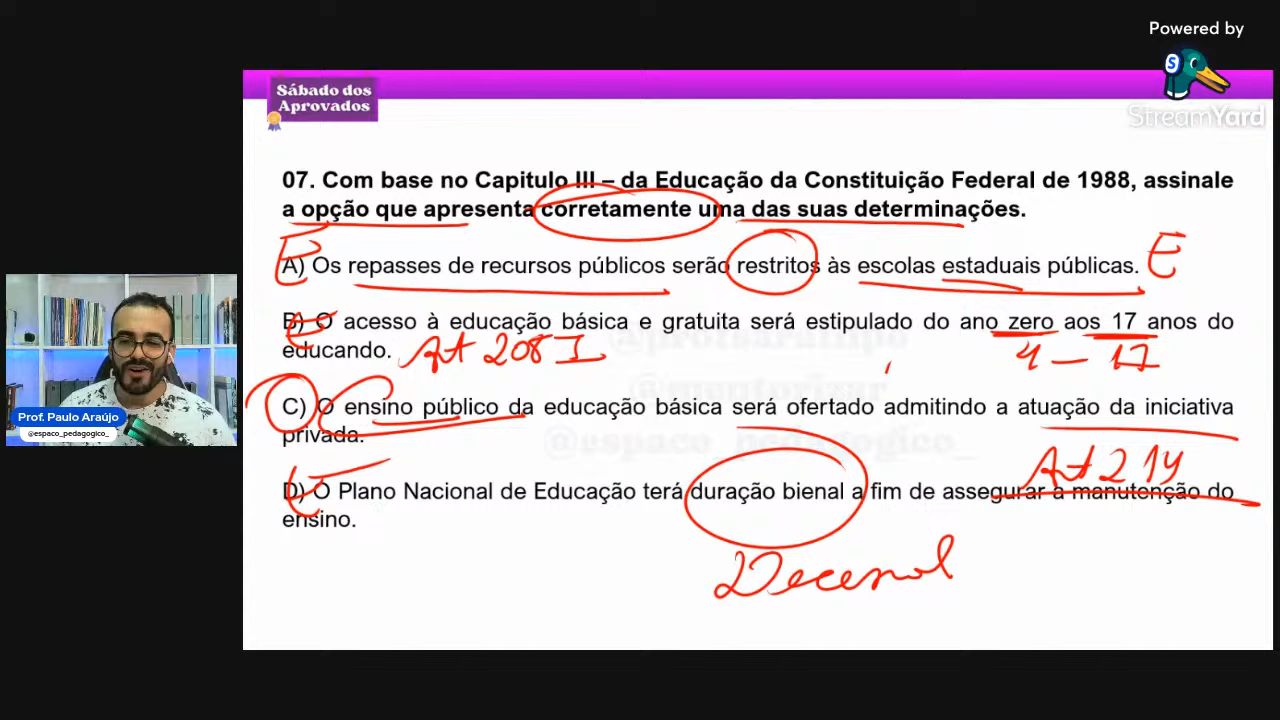 Powered by
StreamYard
Sábado dos
Aprovados
07. Com base no Capitulo III – da Educação da Constituição Federal de 1988, assinale
a opção que apresenta corretamente uma das suas determinações.
E
A) Os repasses de recursos públicos serão restritos às escolas estaduais públicas. E
B) O acesso à educação básica e gratuita será estipulado do ano zero aos 17 anos do
educando. Art 208 I 4 – 17
C) O ensino público da educação básica será ofertado admitindo a atuação da iniciativa
privada.
@mentorizar
@espaco_pedagogico_
Art 214
D) O Plano Nacional de Educação terá duração bienal a fim de assegurar a manutenção do
ensino.
Decenal
Prof. Paulo Araújo
@espaco_pedagogico_